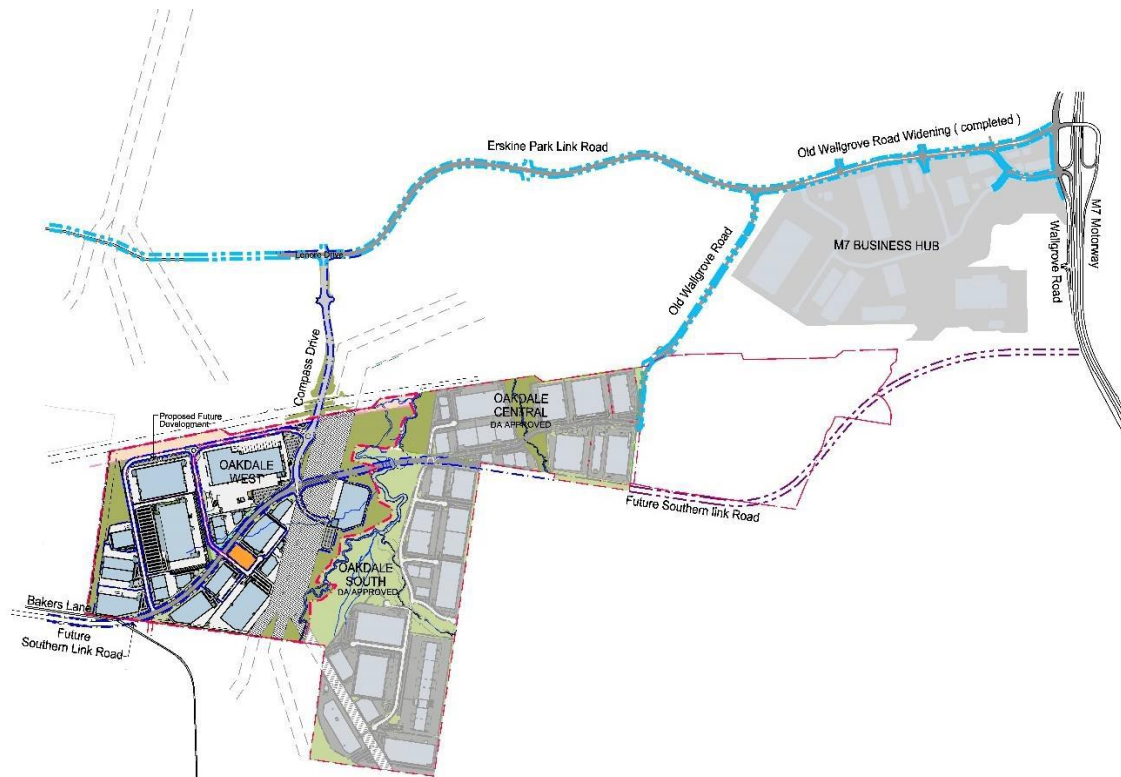 Old Wallgrove Road Widening ( completed )
Erskine Park Link Road
M7 Motorway
Wallgrove Road
M7 BUSINESS HUB
Old Wallgrove Road
Lenore Drive
Compass Drive
OAKDALE
CENTRAL
DA APPROVED
Proposed Future
Development
OAKDALE
WEST
Future Southern link Road
OAKDALE
SOUTH
DA APPROVED
Bakers Lane
Future
Southern Link Road